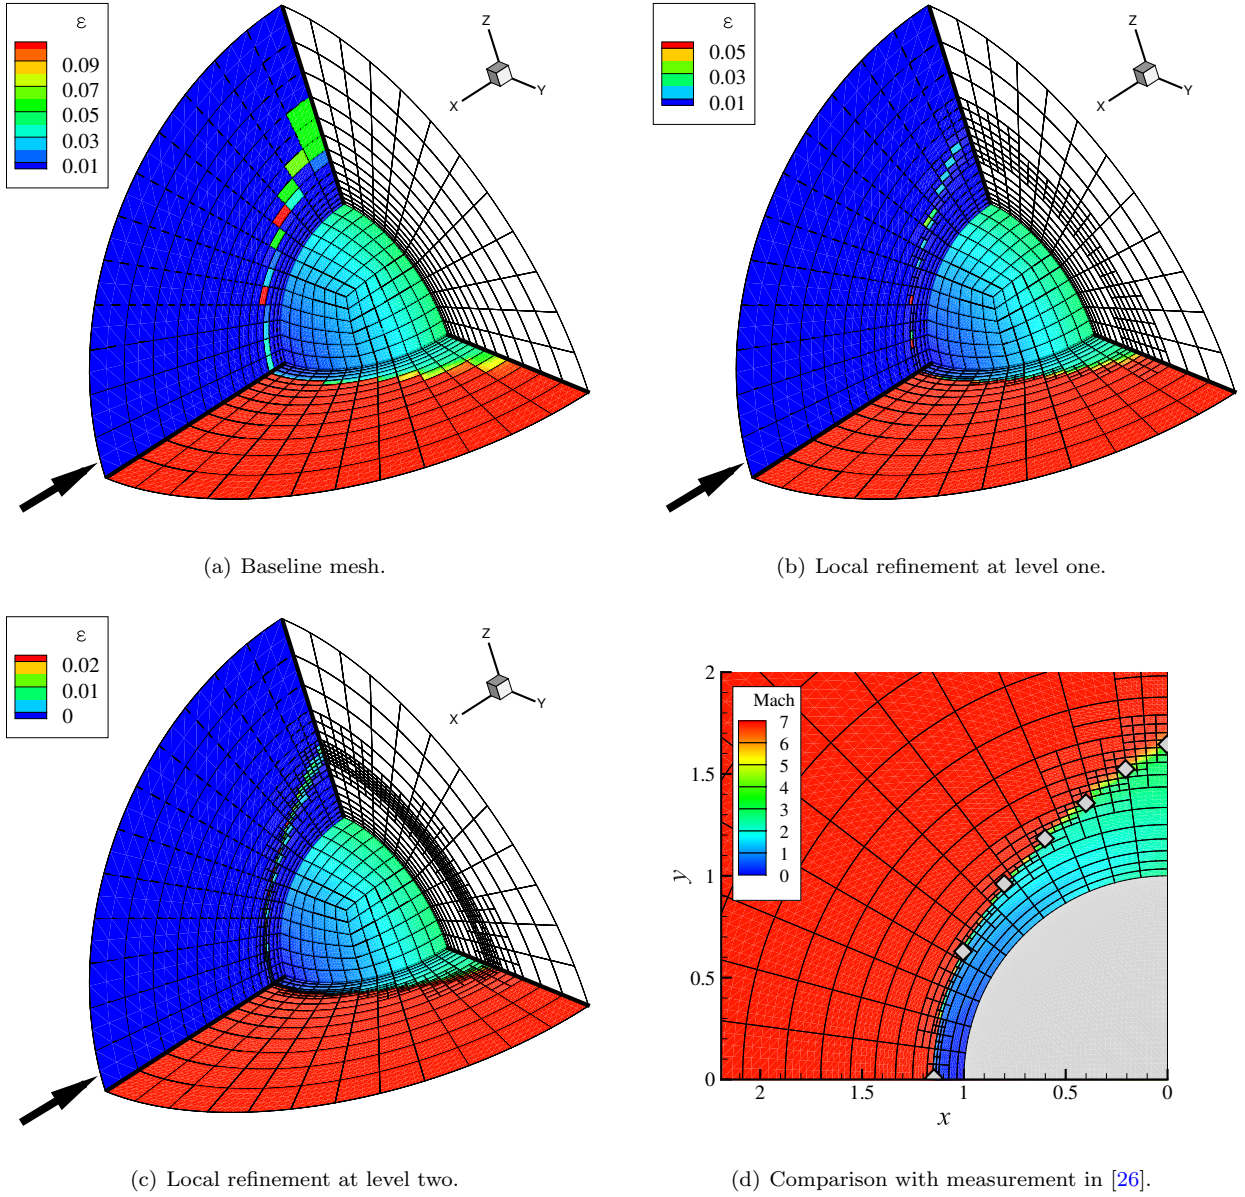 ε
0.09
0.07
0.05
0.03
0.01
Z
X
Y
(a) Baseline mesh.
ε
0.05
0.03
0.01
Z
X
Y
(b) Local refinement at level one.
ε
0.02
0.01
0
Z
X
Y
(c) Local refinement at level two.
Mach
7
6
5
4
3
2
1
0
y
2
1.5
1
0.5
0
2 1.5 1 0.5 0
x
(d) Comparison with measurement in [26].